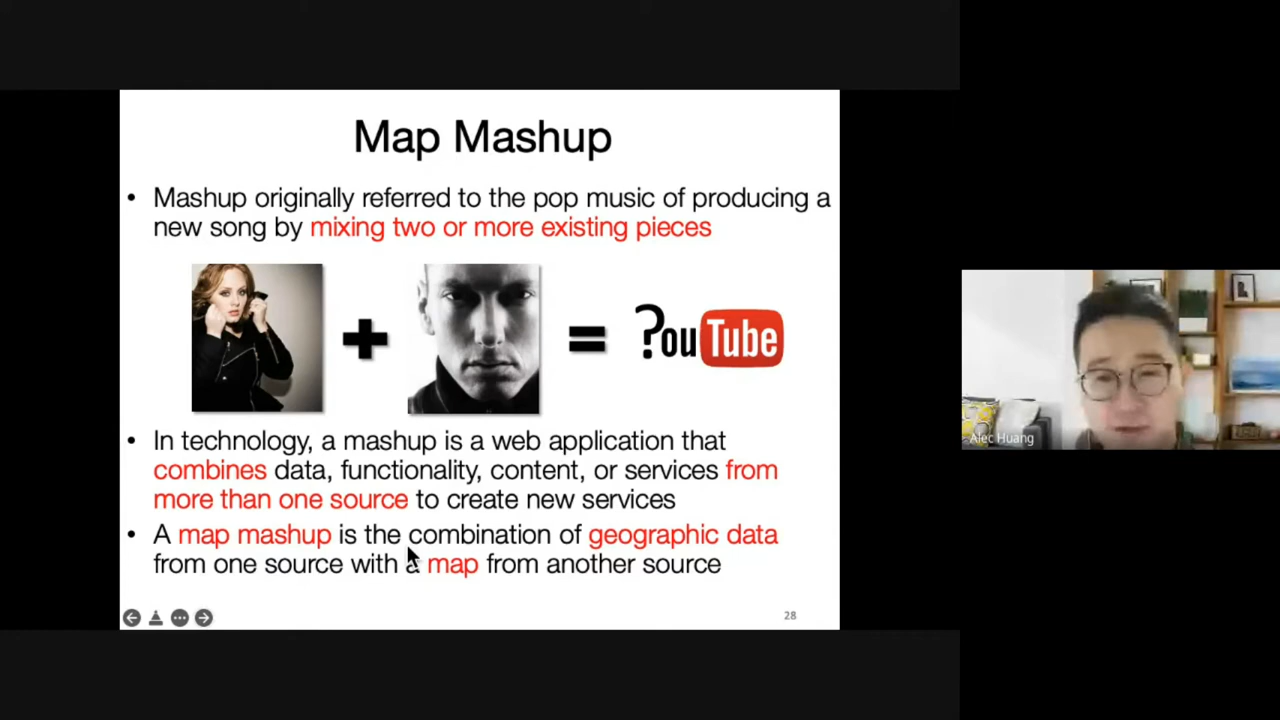 Map Mashup
• Mashup originally referred to the pop music of producing a
new song by mixing two or more existing pieces
?ouTube
• In technology, a mashup is a web application that
combines data, functionality, content, or services from
more than one source to create new services
• A map mashup is the combination of geographic data
from one source with a map from another source
28
Alec Huang